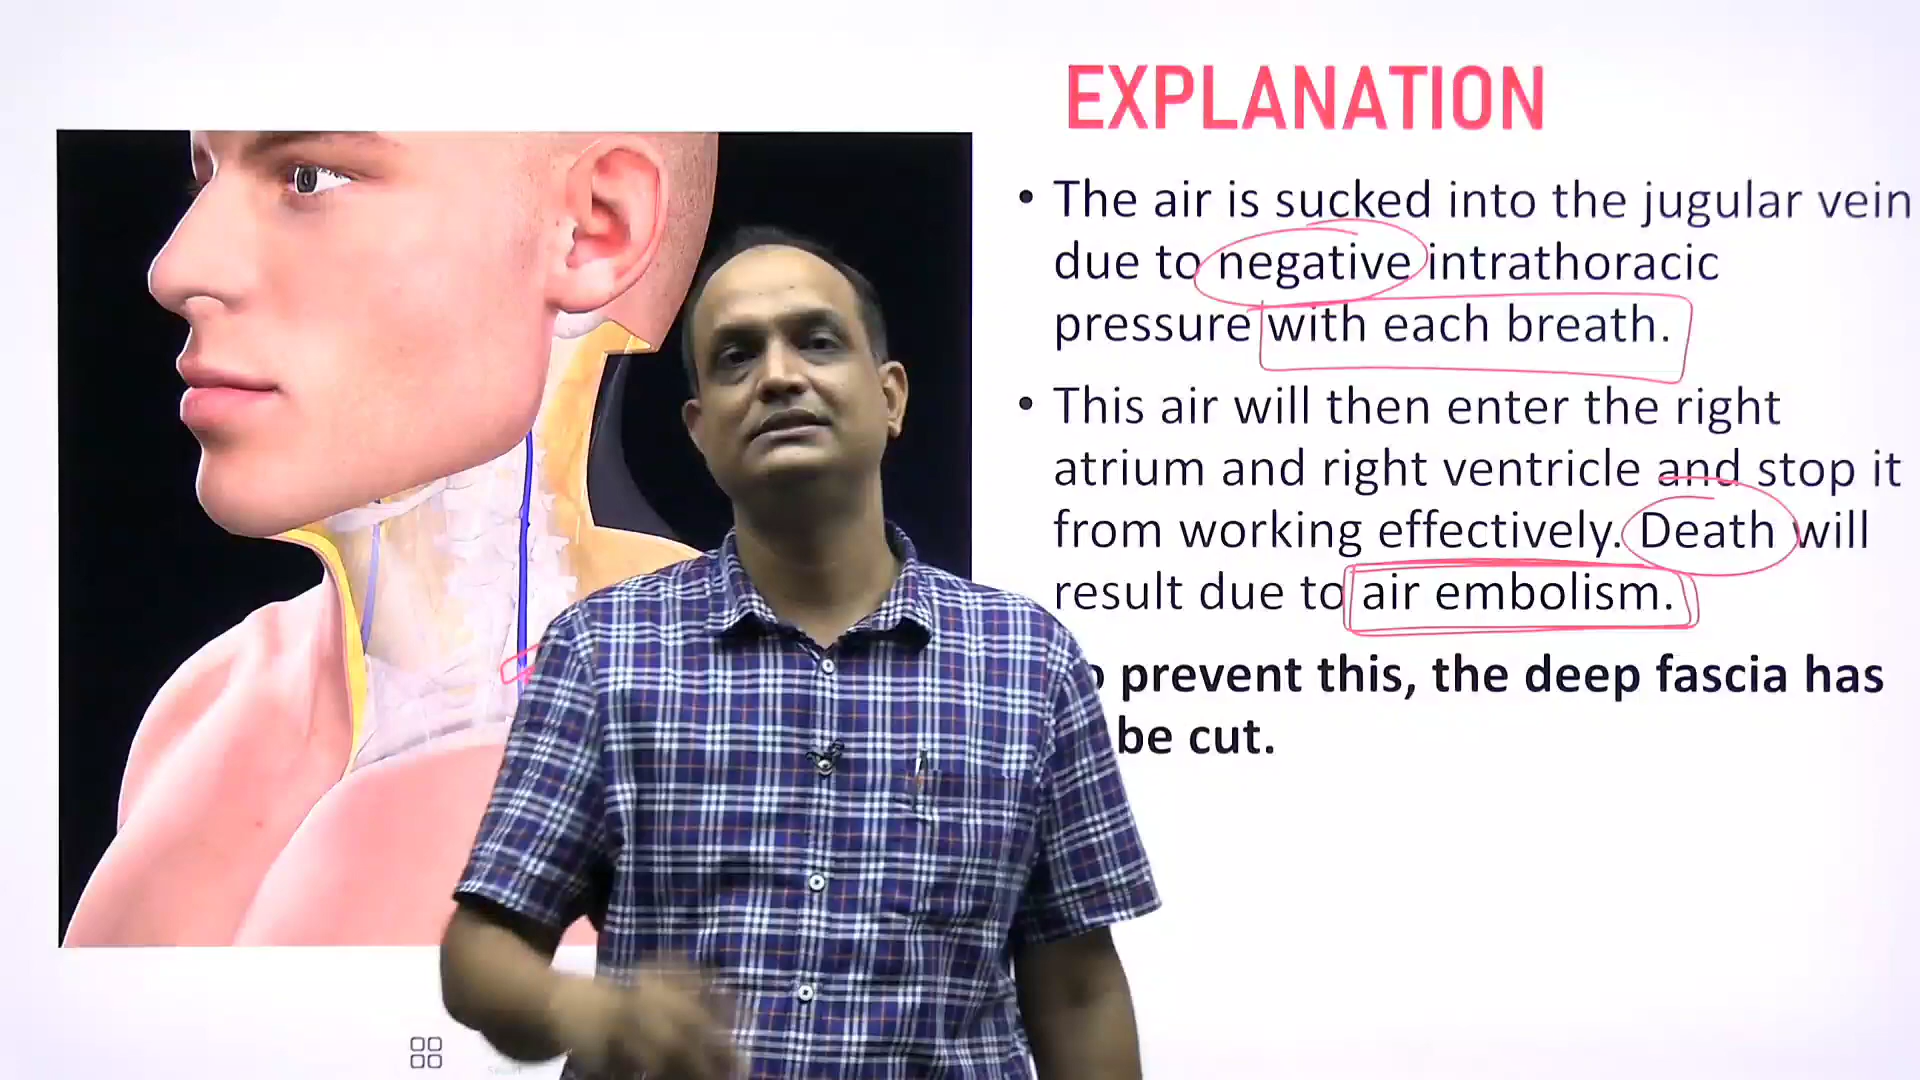 EXPLANATION
• The air is sucked into the jugular vein
due to negative intrathoracic
pressure with each breath.
• This air will then enter the right
atrium and right ventricle and stop it
from working effectively. Death will
result due to air embolism.
prevent this, the deep fascia has
be cut.